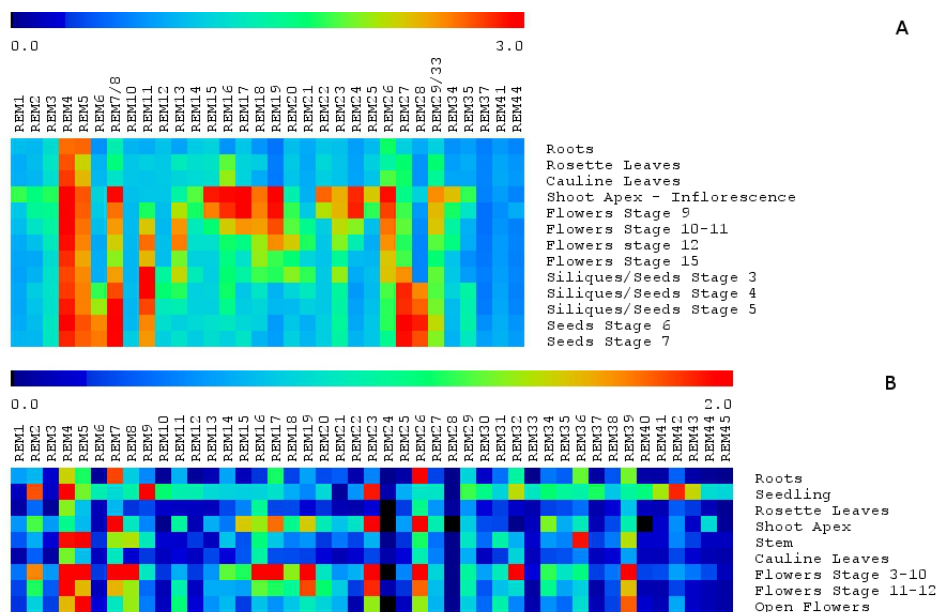 A
0.0 3.0
REM1
REM2
REM3
REM4
REM5
REM6
REM7/8
REM10
REM11
REM12
REM13
REM14
REM15
REM16
REM17
REM18
REM19
REM20
REM21
REM22
REM23
REM24
REM25
REM26
REM27
REM28
REM29/33
REM34
REM35
REM37
REM41
REM44
Roots
Rosette Leaves
Cauline Leaves
Shoot Apex - Inflorescence
Flowers Stage 9
Flowers Stage 10-11
Flowers stage 12
Flowers Stage 15
Siliques/Seeds Stage 3
Siliques/Seeds Stage 4
Siliques/Seeds Stage 5
Seeds Stage 6
Seeds Stage 7
B
0.0 2.0
REM1
REM2
REM3
REM4
REM5
REM6
REM7
REM8
REM9
REM10
REM11
REM12
REM13
REM14
REM15
REM16
REM17
REM18
REM19
REM20
REM21
REM22
REM23
REM24
REM25
REM26
REM27
REM28
REM29
REM30
REM31
REM32
REM33
REM34
REM35
REM36
REM37
REM38
REM39
REM40
REM41
REM42
REM43
REM44
REM45
Roots
Seedling
Rosette Leaves
Shoot Apex
Stem
Cauline Leaves
Flowers Stage 3-10
Flowers Stage 11-12
Open Flowers